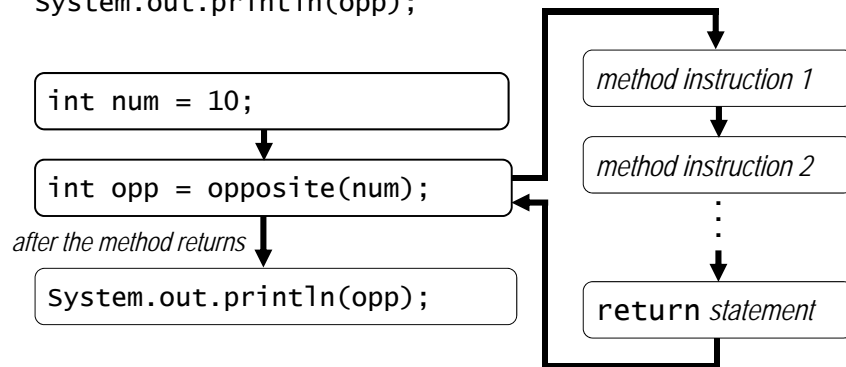 System.out.println(opp);
int num = 10;
int opp = opposite(num);
after the method returns
System.out.println(opp);
method instruction 1
method instruction 2
return statement